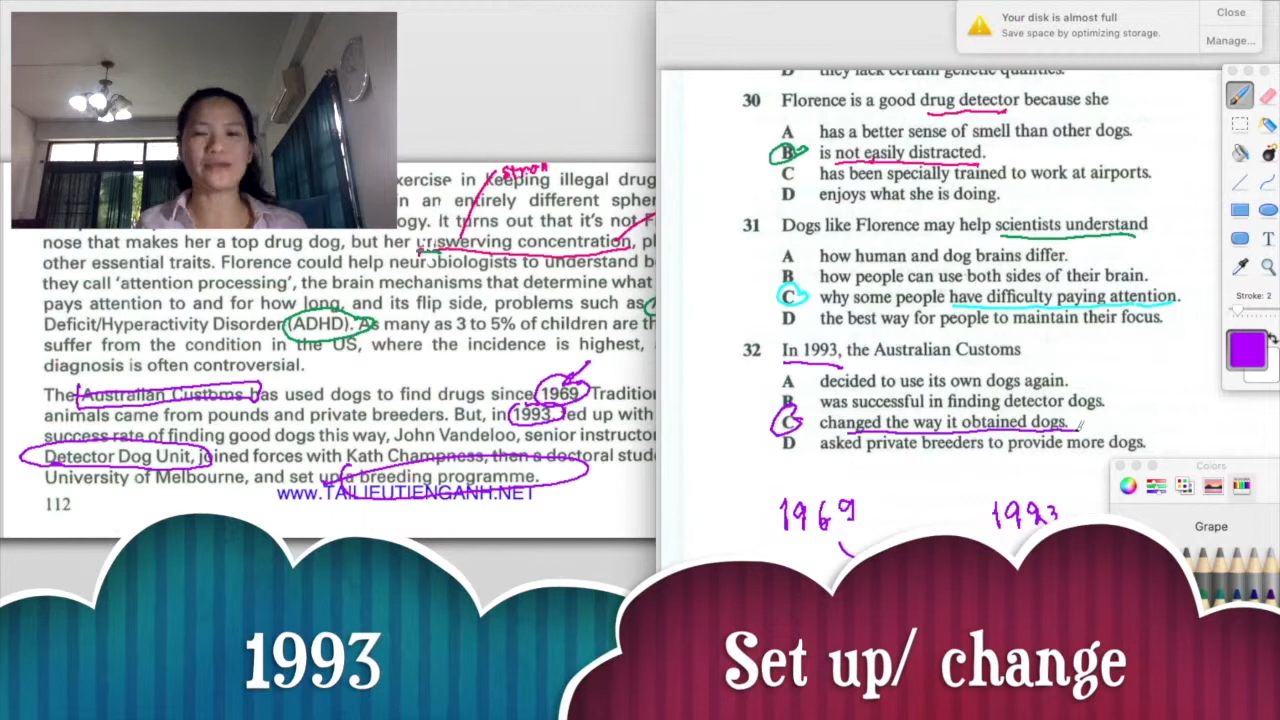 exercise in keeping illegal drug
in an entirely different spher
ogy. It turns out that it's not
nose that makes her a top drug dog, but her unswerving concentration, pl
other essential traits. Florence could help neurobiologists to understand
they call 'attention processing', the brain mechanisms that determine what
pays attention to and for how long, and its flip side, problems such as
Deficit/Hyperactivity Disorder (ADHD). As many as 3 to 5% of children are th
suffer from the condition in the US, where the incidence is highest,
diagnosis is often controversial.
The Australian Customs has used dogs to find drugs since 1969. Tradition
animals came from pounds and private breeders. But, in 1993, fed up with
success rate of finding good dogs this way, John Vandeloo, senior instructo
Detector Dog Unit, joined forces with Kath Champness, then a doctoral stud
University of Melbourne, and set up a breeding programme.
www.TAILIEUTIENGANH.NET
112
Your disk is almost full
Save space by optimizing storage.
Close
Manage...
D they lack certain genetic qualities.
30 Florence is a good drug detector because she
A has a better sense of smell than other dogs.
B is not easily distracted.
C has been specially trained to work at airports.
D enjoys what she is doing.
31 Dogs like Florence may help scientists understand
A how human and dog brains differ.
B how people can use both sides of their brain.
C why some people have difficulty paying attention.
D the best way for people to maintain their focus.
32 In 1993, the Australian Customs
A decided to use its own dogs again.
B was successful in finding detector dogs.
C changed the way it obtained dogs.
D asked private breeders to provide more dogs.
1969 1993
Stroke: 2
Colors
Grape
1993
Set up/ change